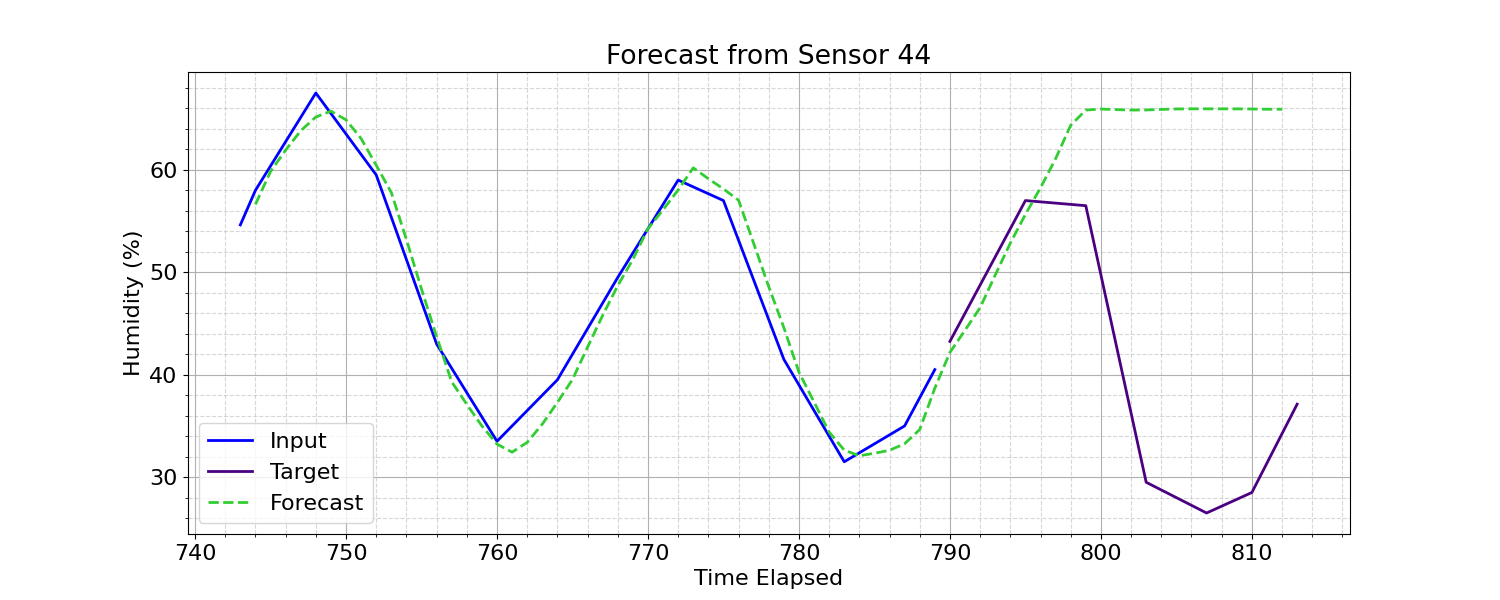 Forecast from Sensor 44
Humidity (%)
60
50
40
30
Input
Target
Forecast
740 750 760 770 780 790 800 810
Time Elapsed